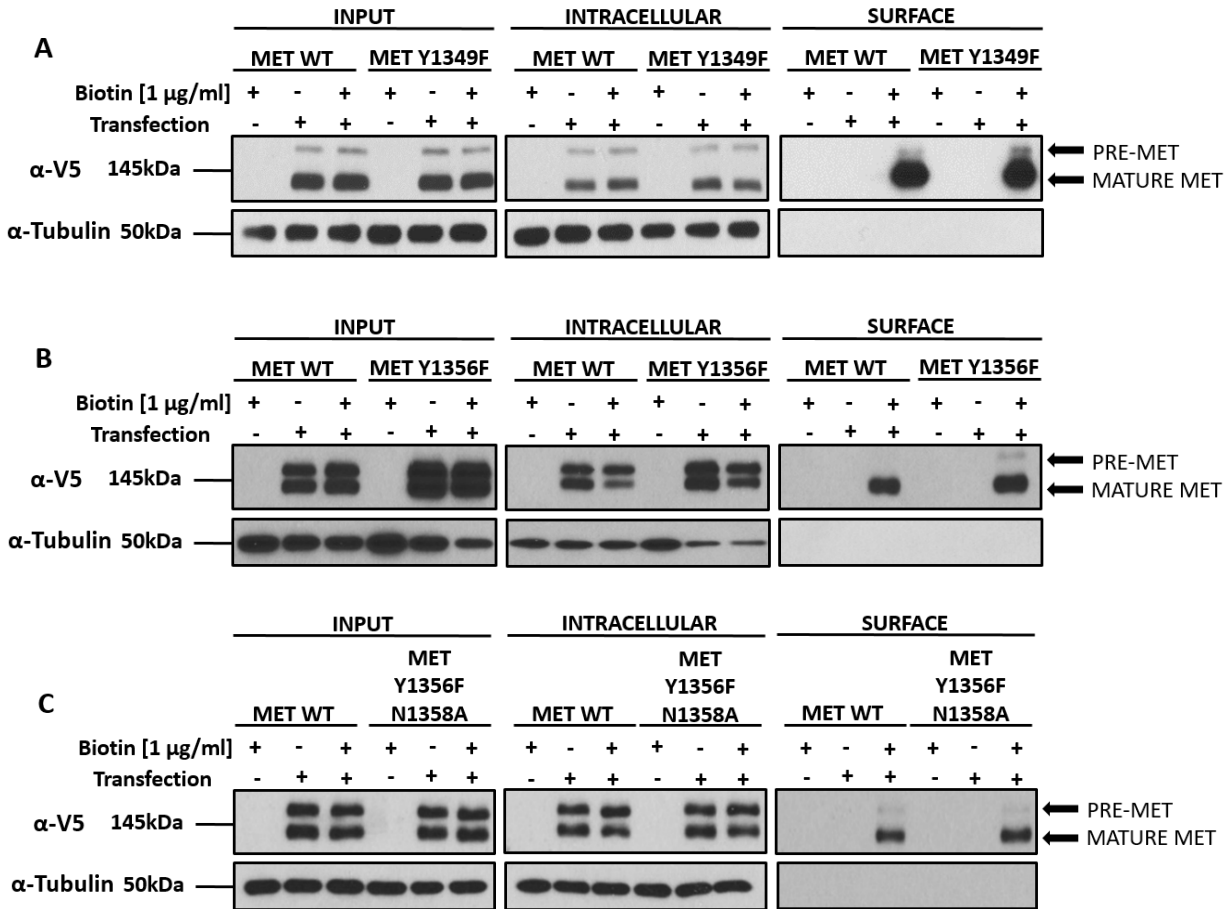 INPUT INTRACELLULAR SURFACE
A
MET WT MET Y1349F MET WT MET Y1349F MET WT MET Y1349F
Biotin [1 µg/ml] + - + + - + + - + + - + + - + + - +
Transfection - + + - + + - + + - + + - + + - + +
α-V5 145kDa PRE-MET
MATURE MET
α-Tubulin 50kDa
INPUT INTRACELLULAR SURFACE
B
MET WT MET Y1356F MET WT MET Y1356F MET WT MET Y1356F
Biotin [1 µg/ml] + - + + - + + - + + - + + - + + - +
Transfection - + + - + + - + + - + + - + + - + +
PRE-MET
α-V5 145kDa MATURE MET
α-Tubulin 50kDa
INPUT INTRACELLULAR SURFACE
MET MET MET
Y1356F Y1356F Y1356F
C
MET WT N1358A MET WT N1358A MET WT N1358A
Biotin [1 µg/ml] + - + + - + + - + + - + + - + + - +
Transfection - + + - + + - + + - + + - + + - + +
PRE-MET
α-V5 145kDa MATURE MET
α-Tubulin 50kDa